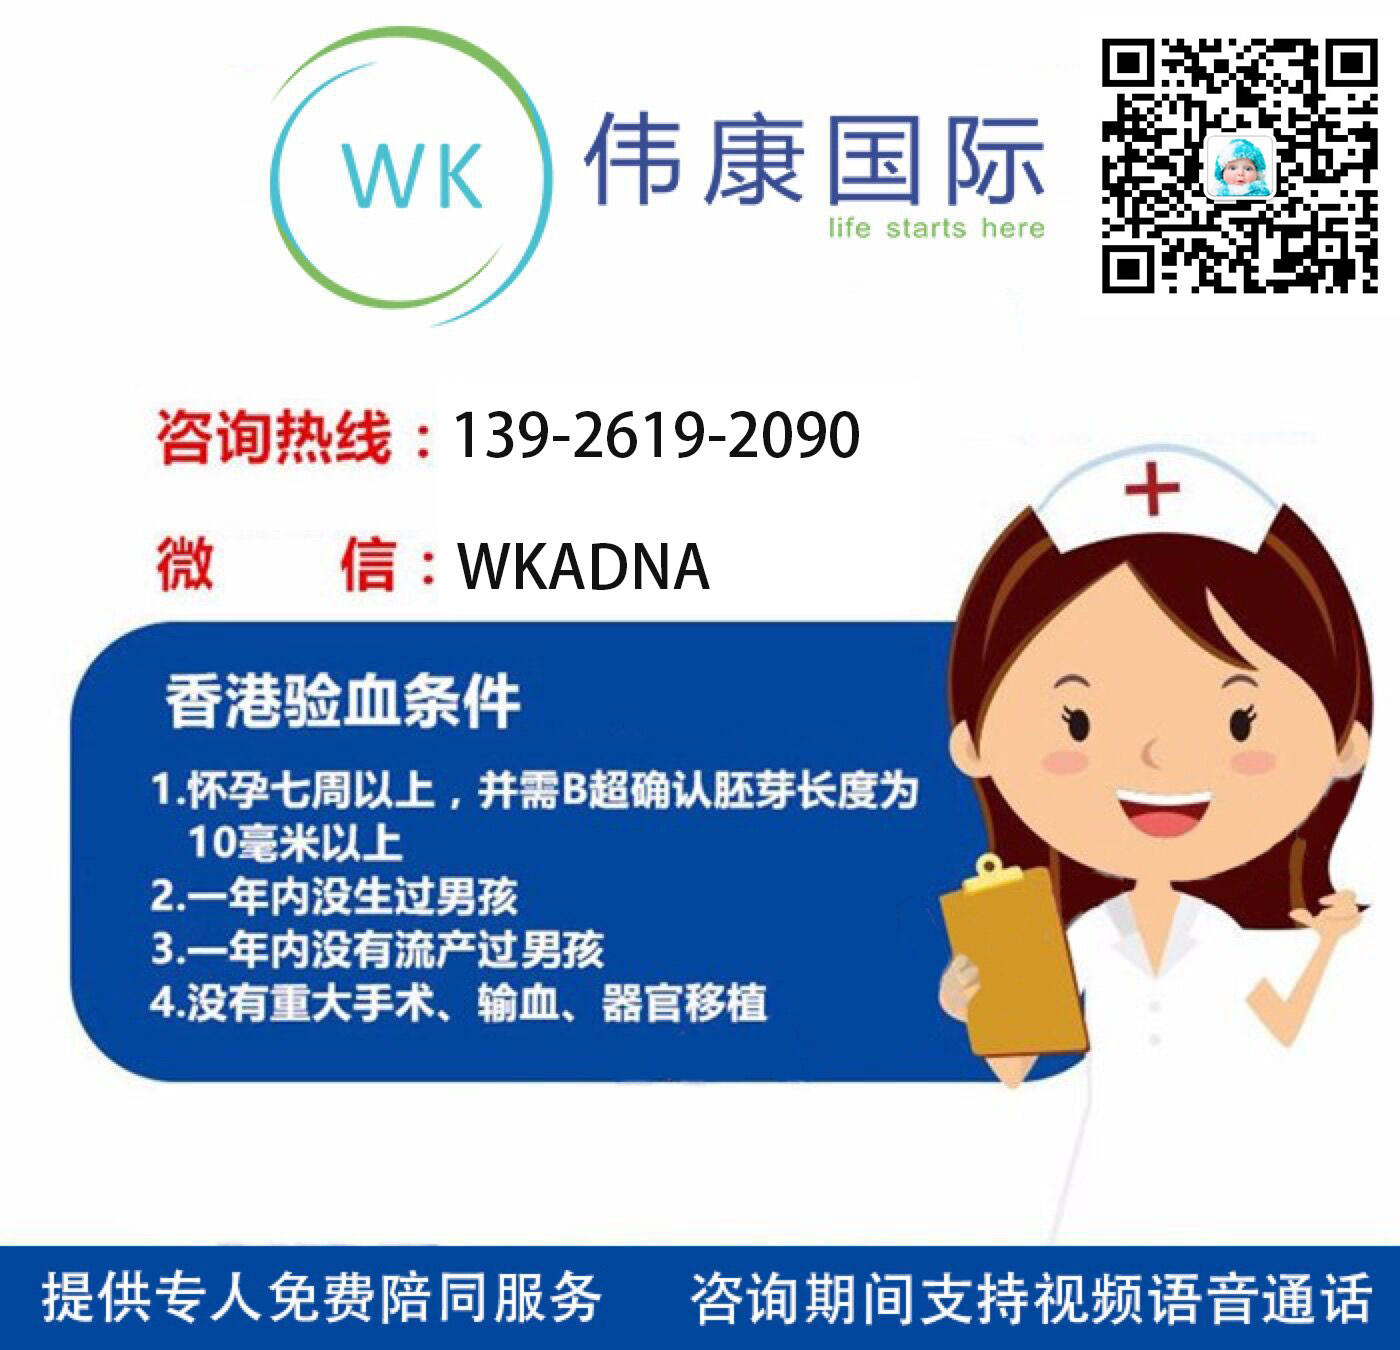 WK
伟康国际
life starts here
咨询热线：139-2619-2090
微 信：WKADNA
香港验血条件
1.怀孕七周以上，并需B超确认胚芽长度为
10毫米以上
2.一年内没生过男孩
3.一年内没有流产过男孩
4.没有重大手术、输血、器官移植
提供专人免费陪同服务 咨询期间支持视频语音通话